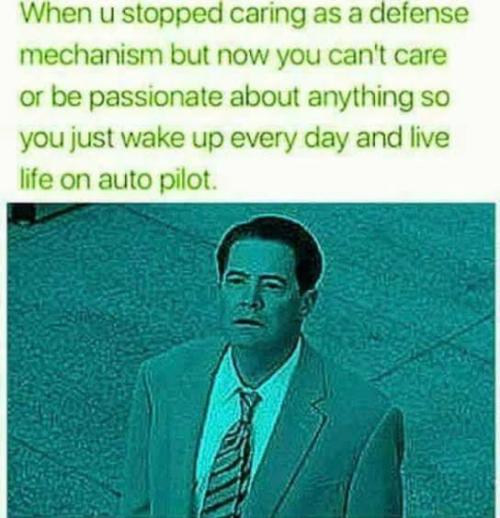 When u stopped caring as a defense
mechanism but now you can't care
or be passionate about anything so
you just wake up every day and live
life on auto pilot.